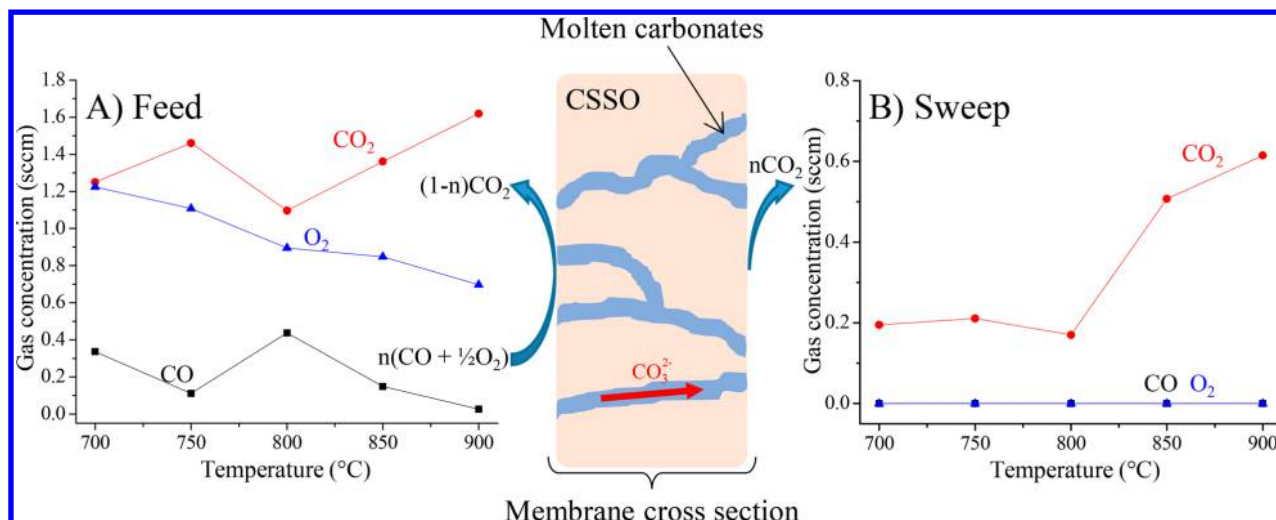 Molten carbonates
A) Feed
Gas concentration (sccm)
1.8
1.6
1.4
1.2
1.0
0.8
0.6
0.4
0.2
0.0
CO₂
O₂
CO
700 750 800 850 900
Temperature (°C)
(1-n)CO₂
n(CO + ½O₂)
CSSO
CO₃²⁻
nCO₂
Membrane cross section
B) Sweep
Gas concentration (sccm)
0.8
0.6
0.4
0.2
0.0
CO₂
CO O₂
700 750 800 850 900
Temperature (°C)